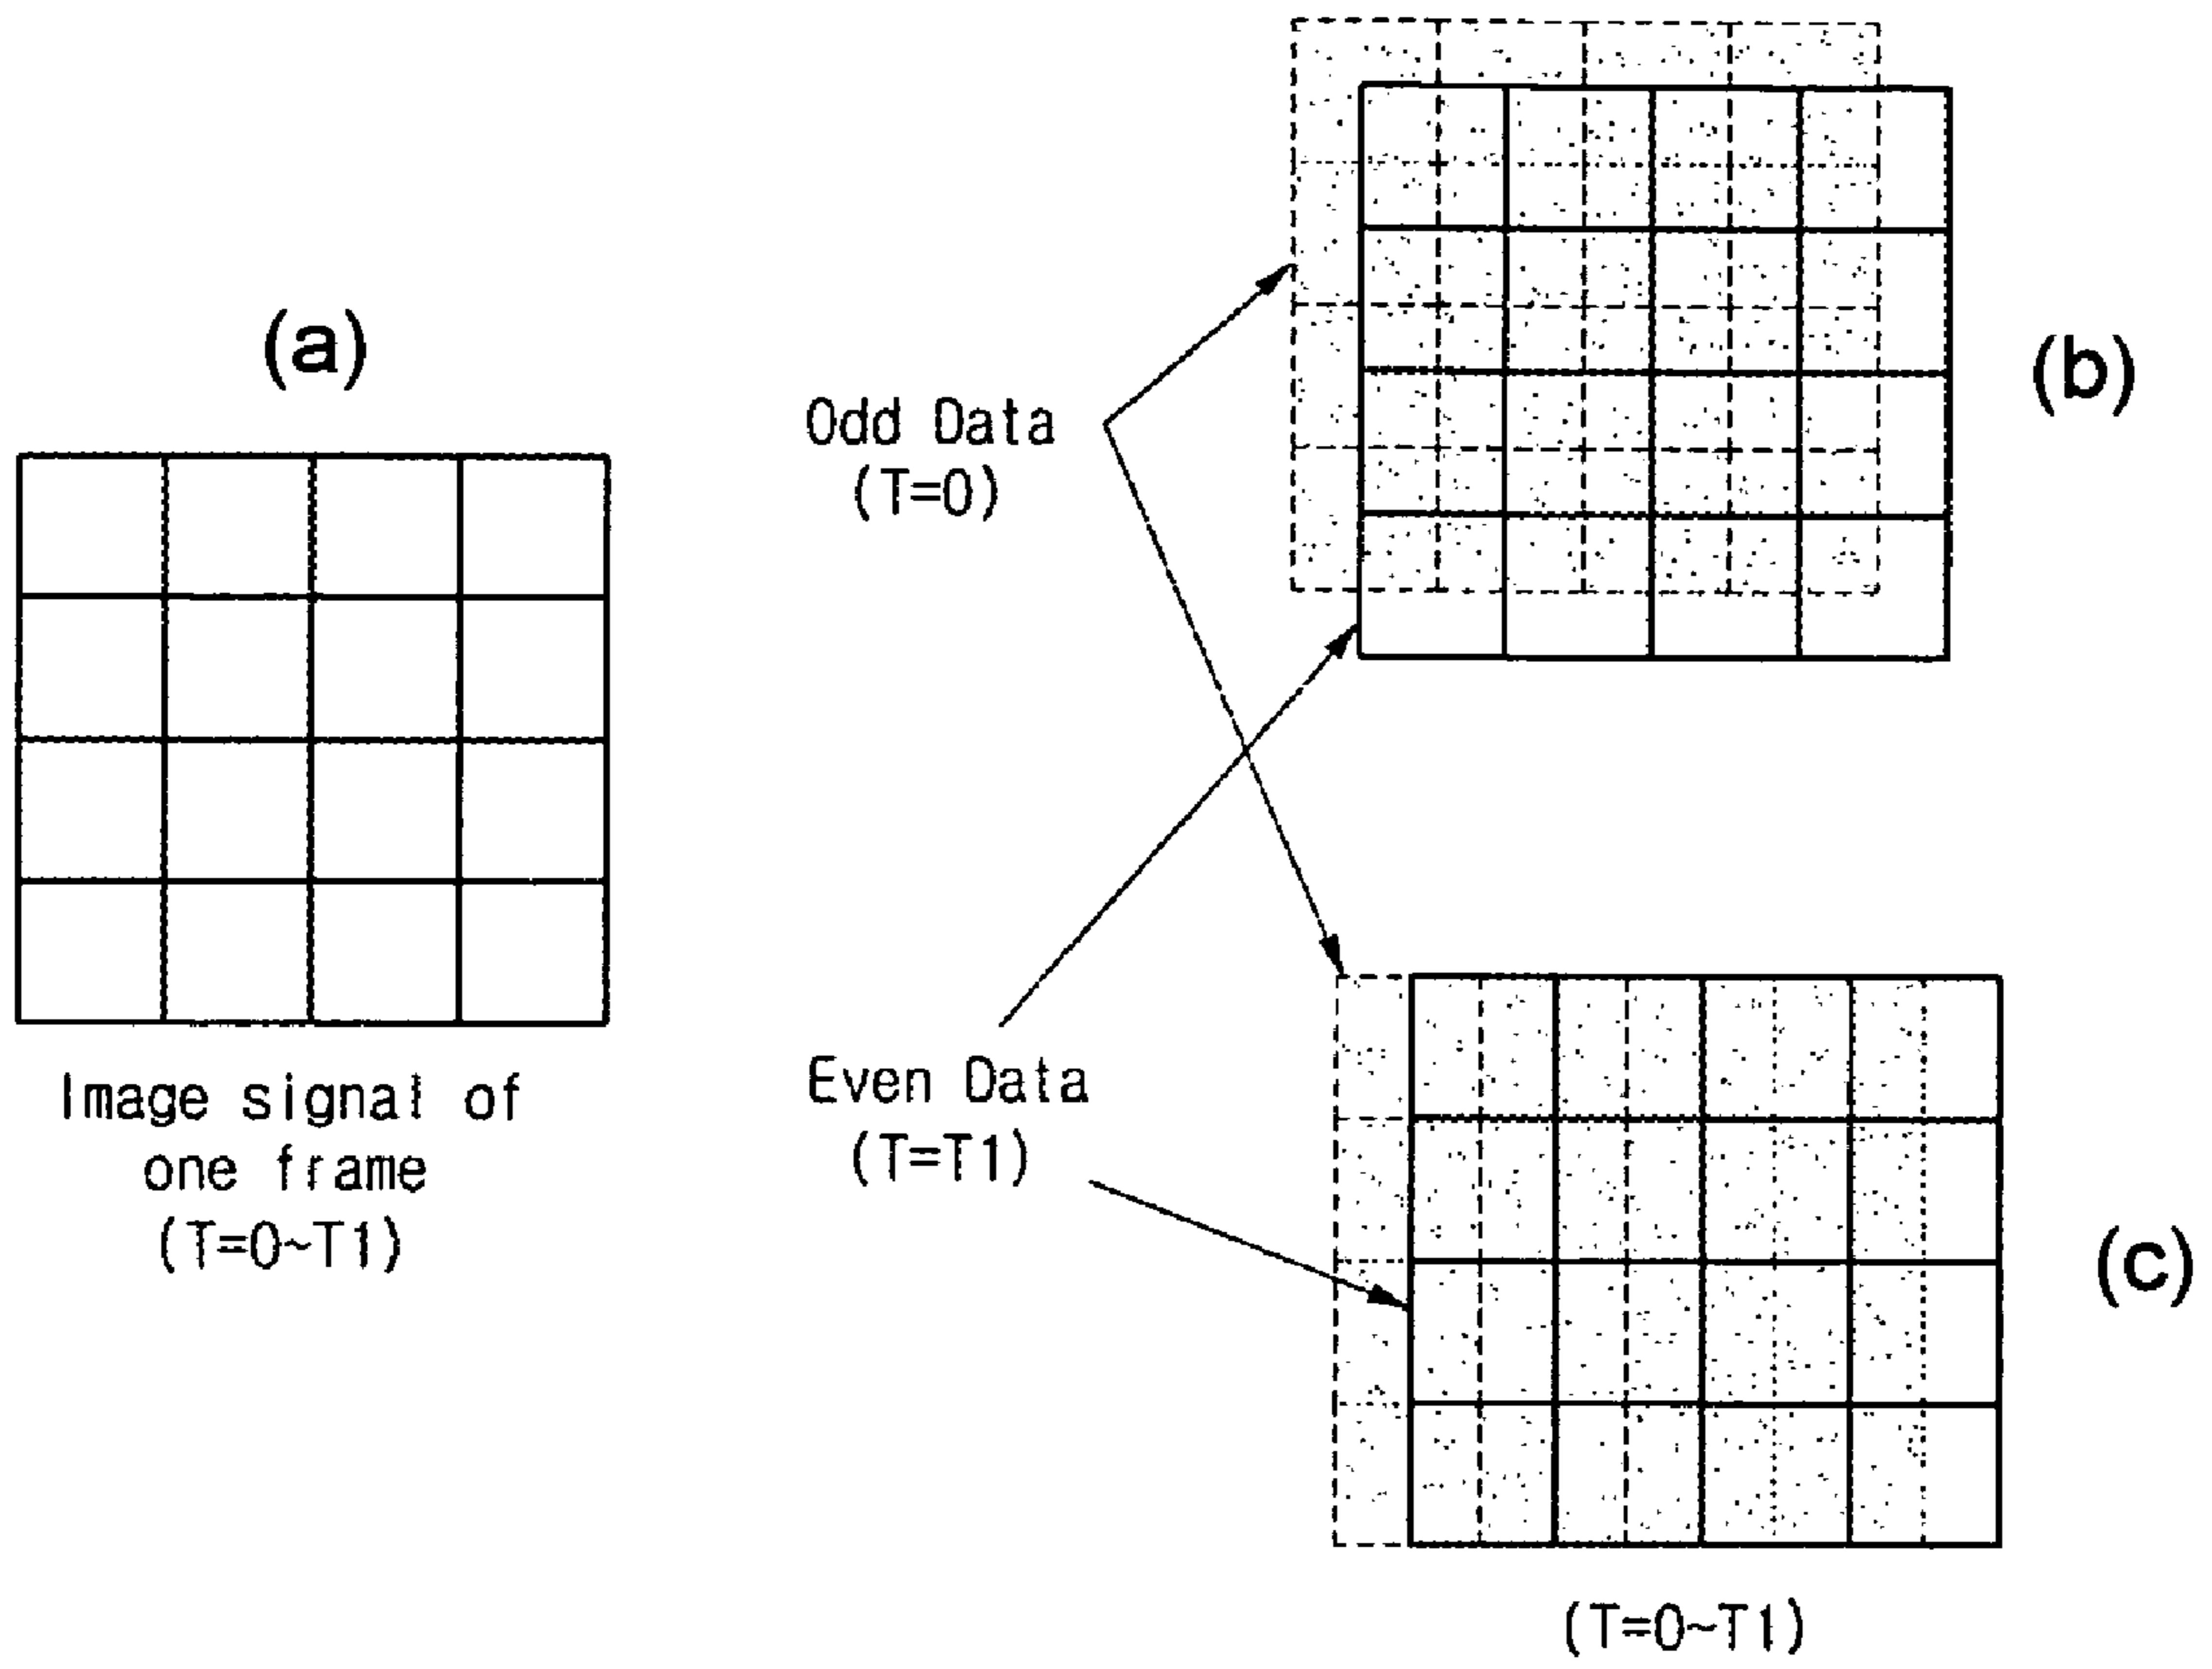 (a)
Image signal of
one frame
(T=0~T1)
Odd Data
(T=0)
Even Data
(T=T1)
(b)
(c)
(T=0~T1)